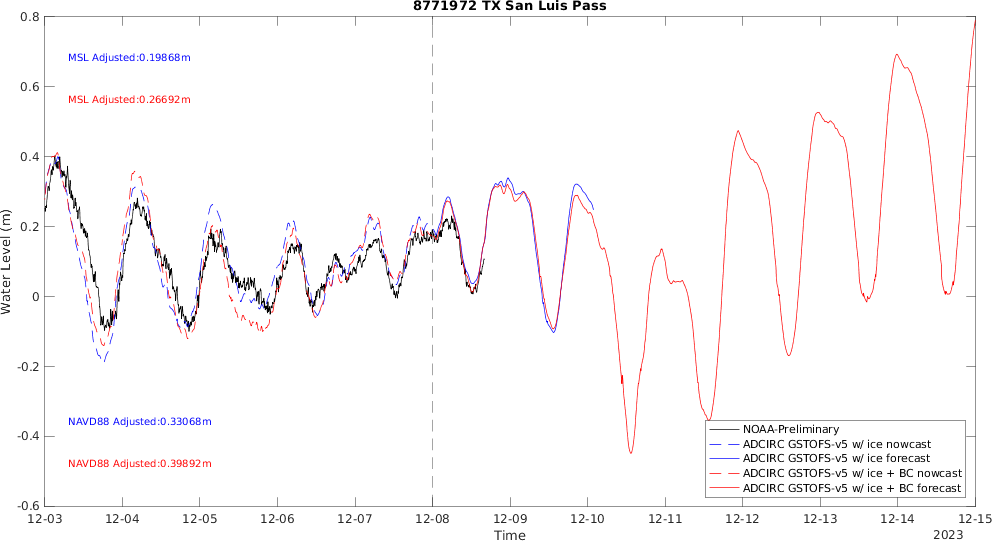 8771972 TX San Luis Pass
0.8
0.6
0.4
0.2
0
-0.2
-0.4
-0.6
Water Level (m)
MSL Adjusted:0.19868m
MSL Adjusted:0.26692m
NAVD88 Adjusted:0.33068m
NAVD88 Adjusted:0.39892m
NOAA-Preliminary
ADCIRC GSTOFS-v5 w/ ice nowcast
ADCIRC GSTOFS-v5 w/ ice forecast
ADCIRC GSTOFS-v5 w/ ice + BC nowcast
ADCIRC GSTOFS-v5 w/ ice + BC forecast
12-03 12-04 12-05 12-06 12-07 12-08 12-09 12-10 12-11 12-12 12-13 12-14 12-15
Time
2023